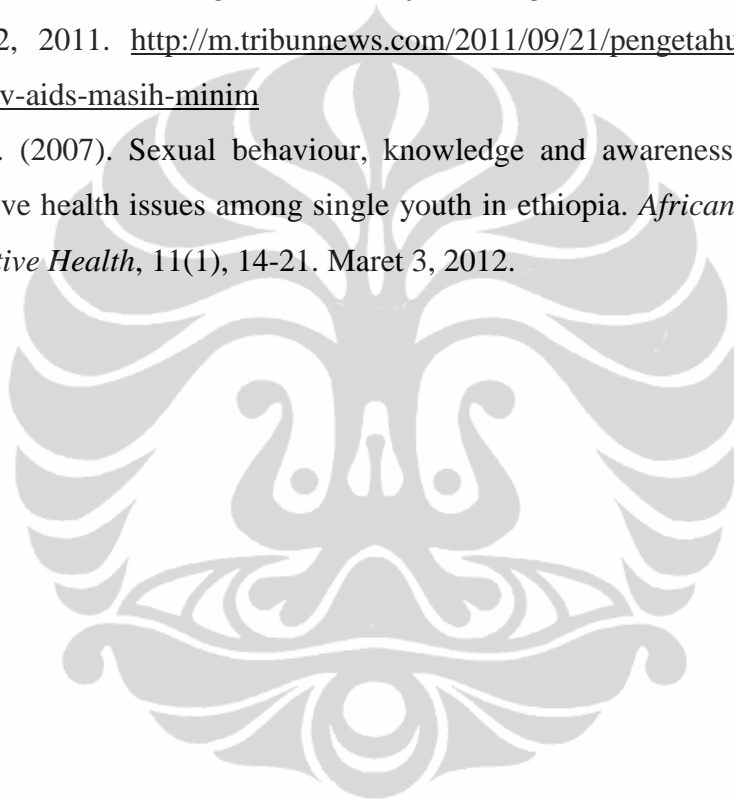 2, 2011. http://m.tribunnews.com/2011/09/21/pengetahu
v-aids-masih-minim
. (2007). Sexual behaviour, knowledge and awareness
ve health issues among single youth in ethiopia. African
tive Health, 11(1), 14-21. Maret 3, 2012.